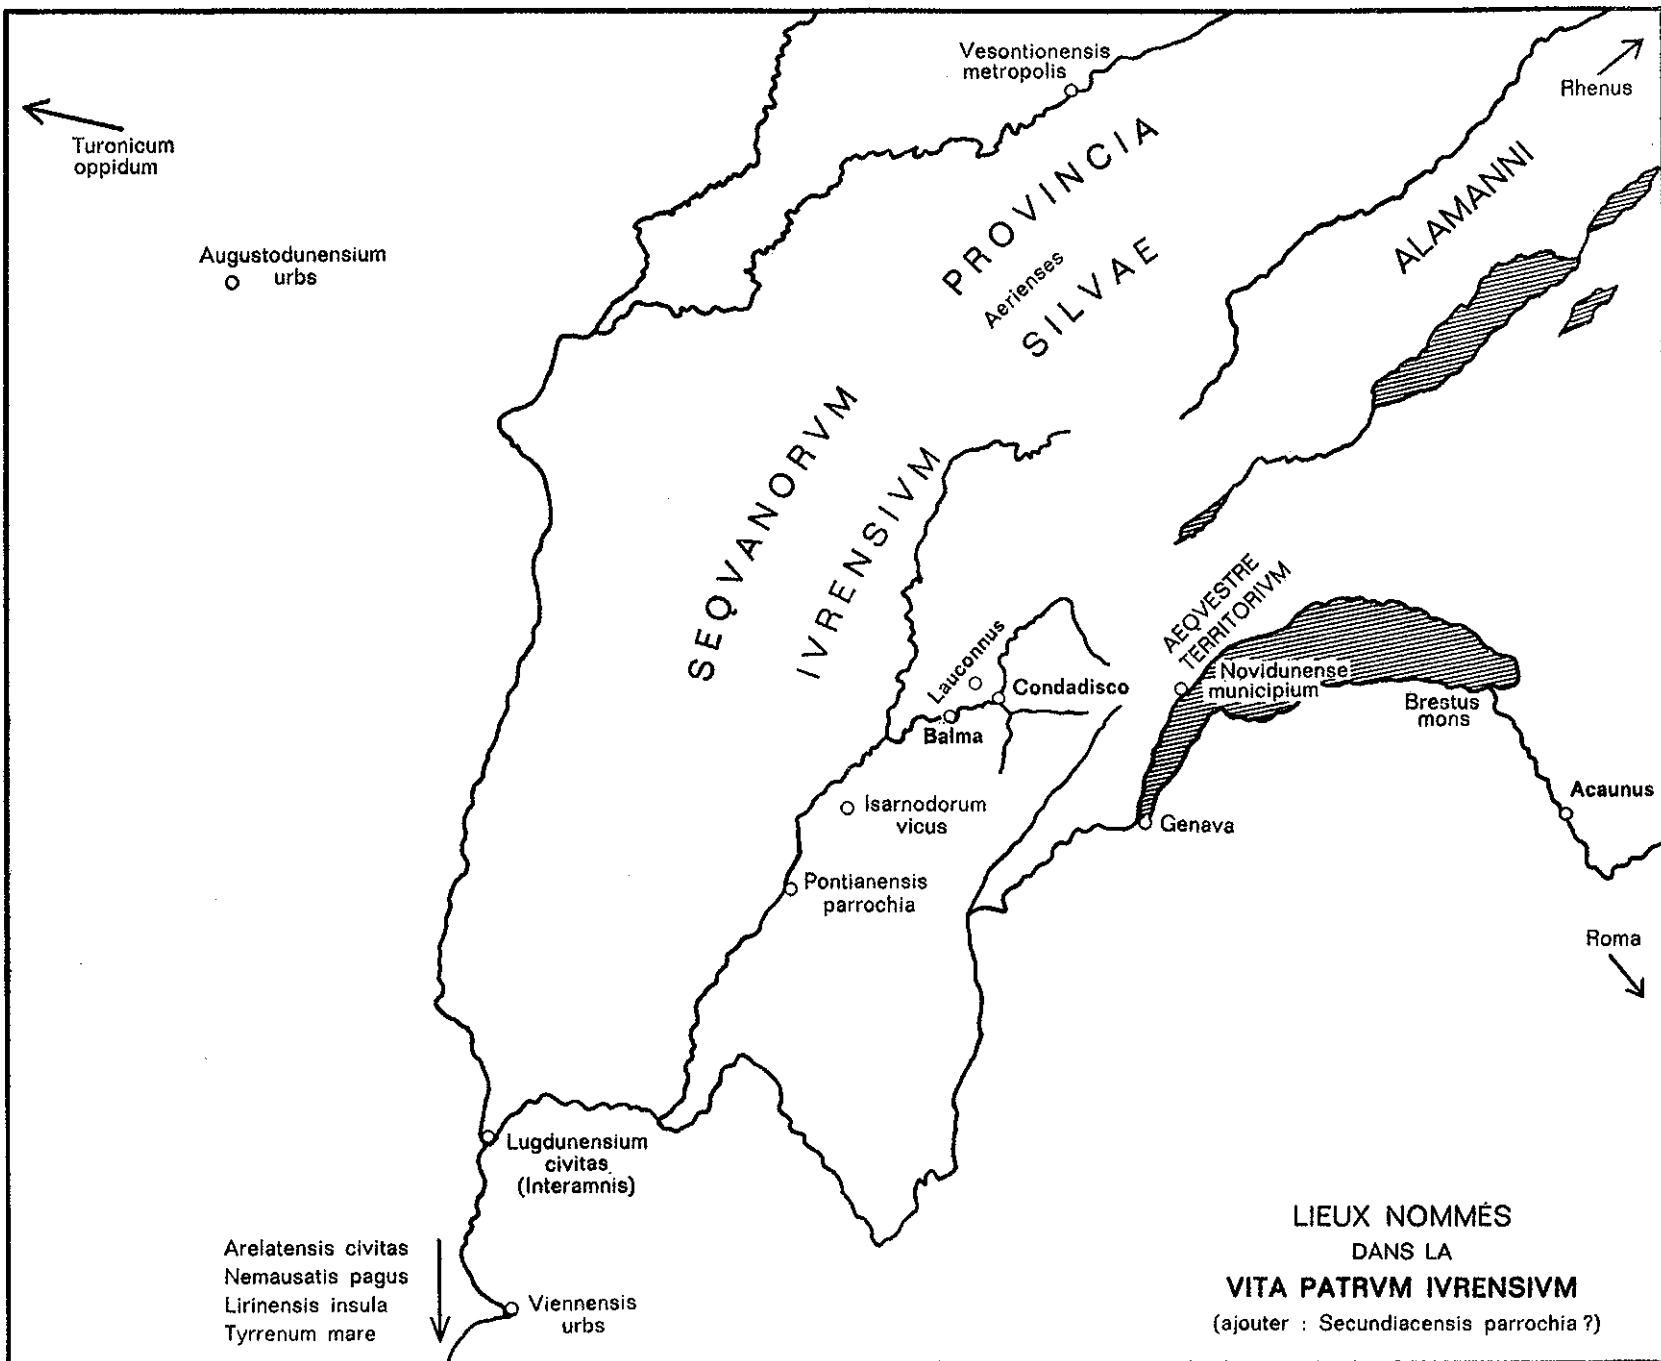 Vesontionensis
metropolis
Rhenus
Turonicum
oppidum
Augustodunensium
urbs
PROVINCIA
SEQVANORVM
Aerienses
SILVAE
IVRENSIVM
ALAMANNI
AEQVESTRE
TERRITORIVM
Lauconnus
Condadisco
Balma
Novidunense
municipium
Brestus
mons
Isarnodorum
vicus
Acaunus
Genava
Pontianensis
parrochia
Roma
Lugdunensium
civitas
(Interamnis)
Arelatensis civitas
Nemausatis pagus
Lirinensis insula
Tyrrenum mare
Viennensis
urbs
LIEUX NOMMÉS
DANS LA
VITA PATRVM IVRENSIVM
(ajouter : Secundiacensis parrochia ?)